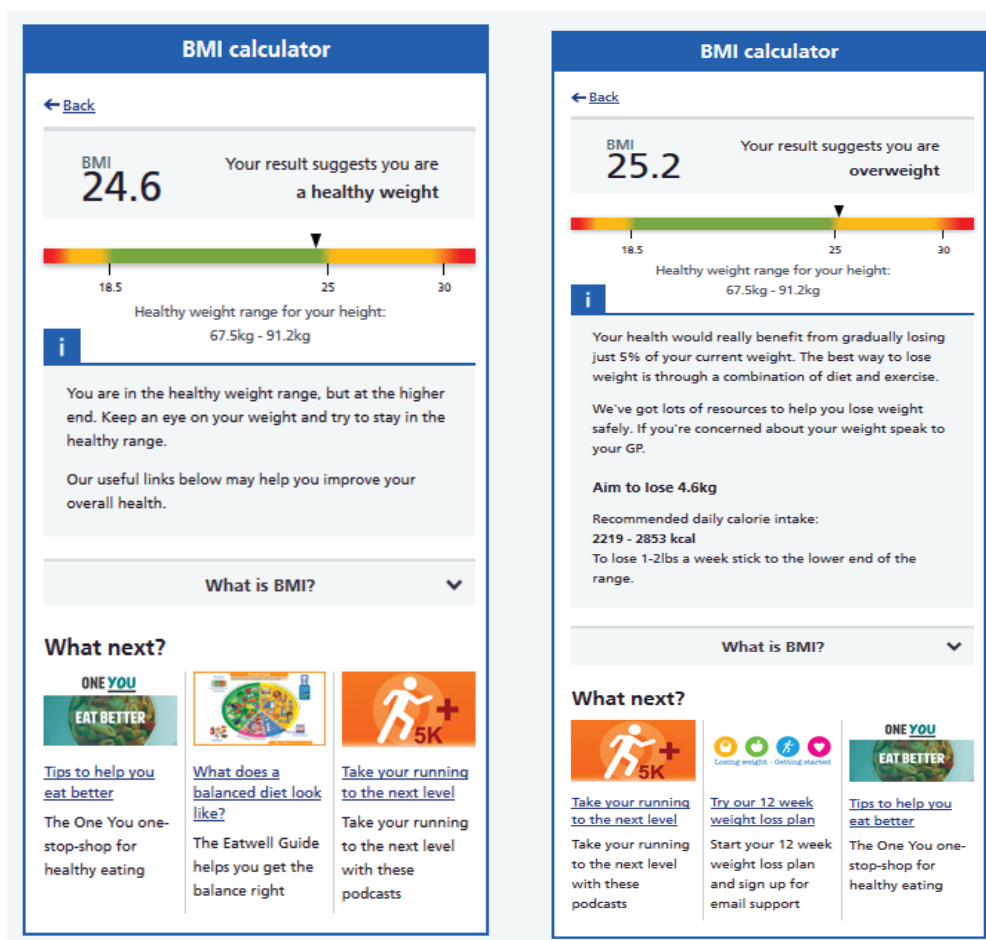 BMI calculator
Back
BMI
24.6
Your result suggests you are
a healthy weight
18.5
25
30
Healthy weight range for your height:
67.5kg - 91.2kg
i
You are in the healthy weight range, but at the higher
end. Keep an eye on your weight and try to stay in the
healthy range.
Our useful links below may help you improve your
overall health.
What is BMI?
What next?
ONE YOU
EAT BETTER
Tips to help you
eat better
The One You one-
stop-shop for
healthy eating
What does a
balanced diet look
like?
The Eatwell Guide
helps you get the
balance right
+
5K
Take your running
to the next level
Take your running
to the next level
with these
podcasts
BMI calculator
Back
BMI
25.2
Your result suggests you are
overweight
18.5
25
30
Healthy weight range for your height:
67.5kg - 91.2kg
i
Your health would really benefit from gradually losing
just 5% of your current weight. The best way to lose
weight is through a combination of diet and exercise.
We've got lots of resources to help you lose weight
safely. If you're concerned about your weight speak to
your GP.
Aim to lose 4.6kg
Recommended daily calorie intake:
2219 - 2853 kcal
To lose 1-2lbs a week stick to the lower end of the
range.
What is BMI?
What next?
+
5K
Take your running
to the next level
Take your running
to the next level
with these
podcasts
Losing weight - Getting started
Try our 12 week
weight loss plan
Start your 12 week
weight loss plan
and sign up for
email support
ONE YOU
EAT BETTER
Tips to help you
eat better
The One You one-
stop-shop for
healthy eating